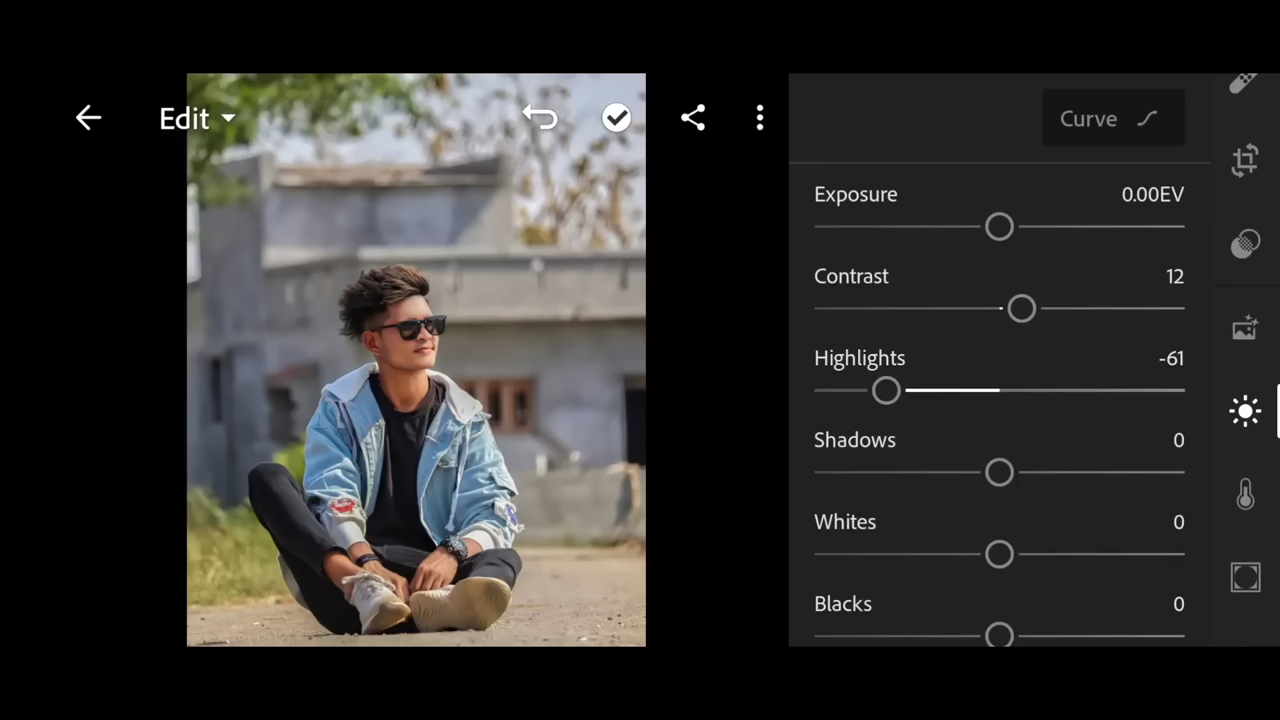 Edit
Curve
Exposure 0.00EV
Contrast 12
Highlights -61
Shadows 0
Whites 0
Blacks 0